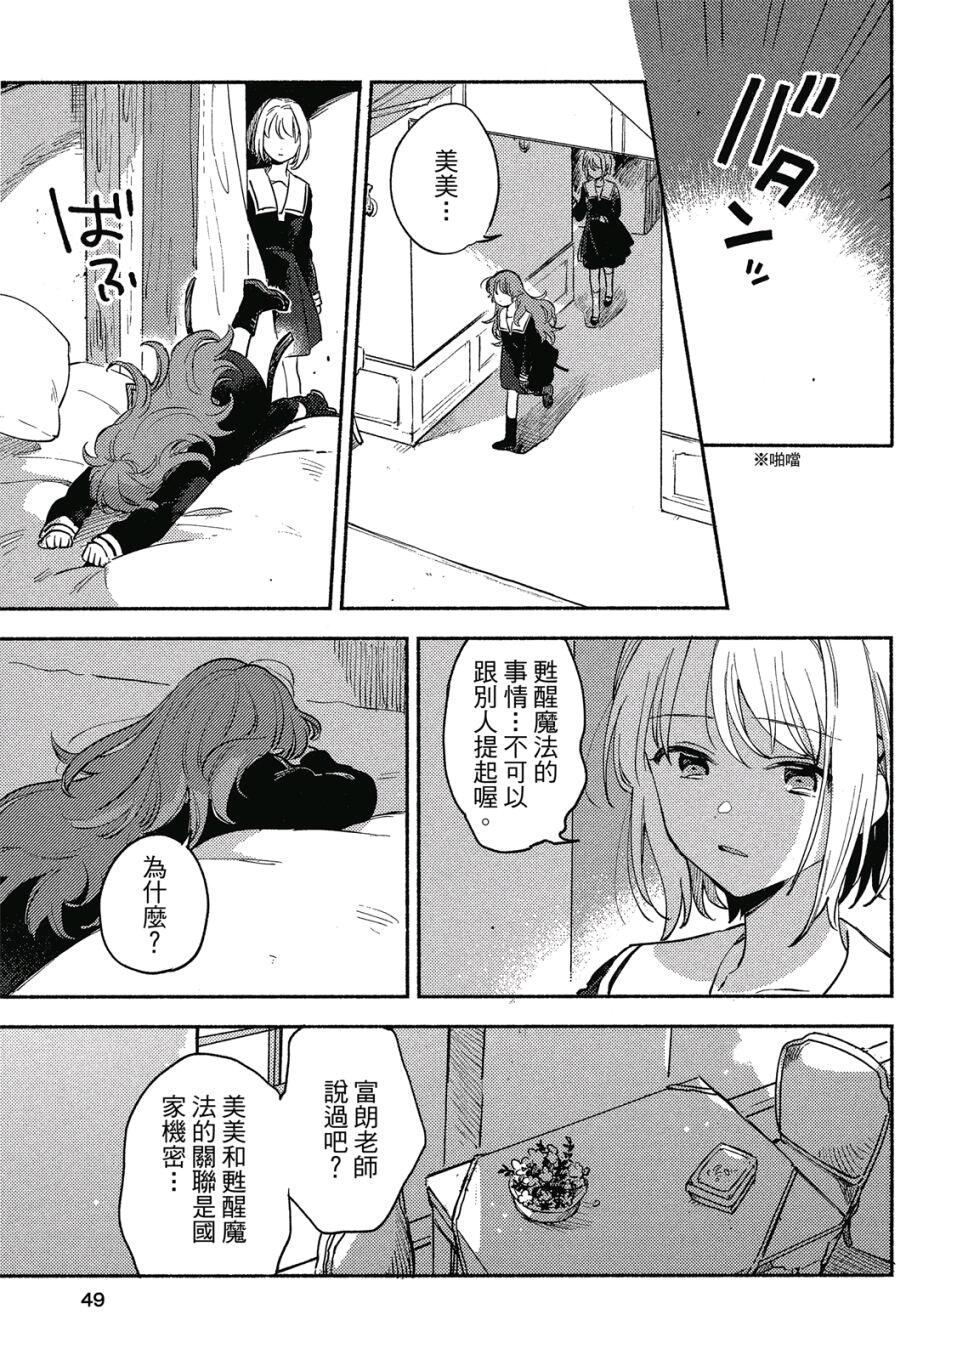 バタンッ
※啪噹
美美…
ばふっ
甦醒魔法的
事情…不可以
跟別人提起喔。
為什麼？
富朗老師
說過吧？
美美和甦醒魔
法的關聯是國
家機密…
49